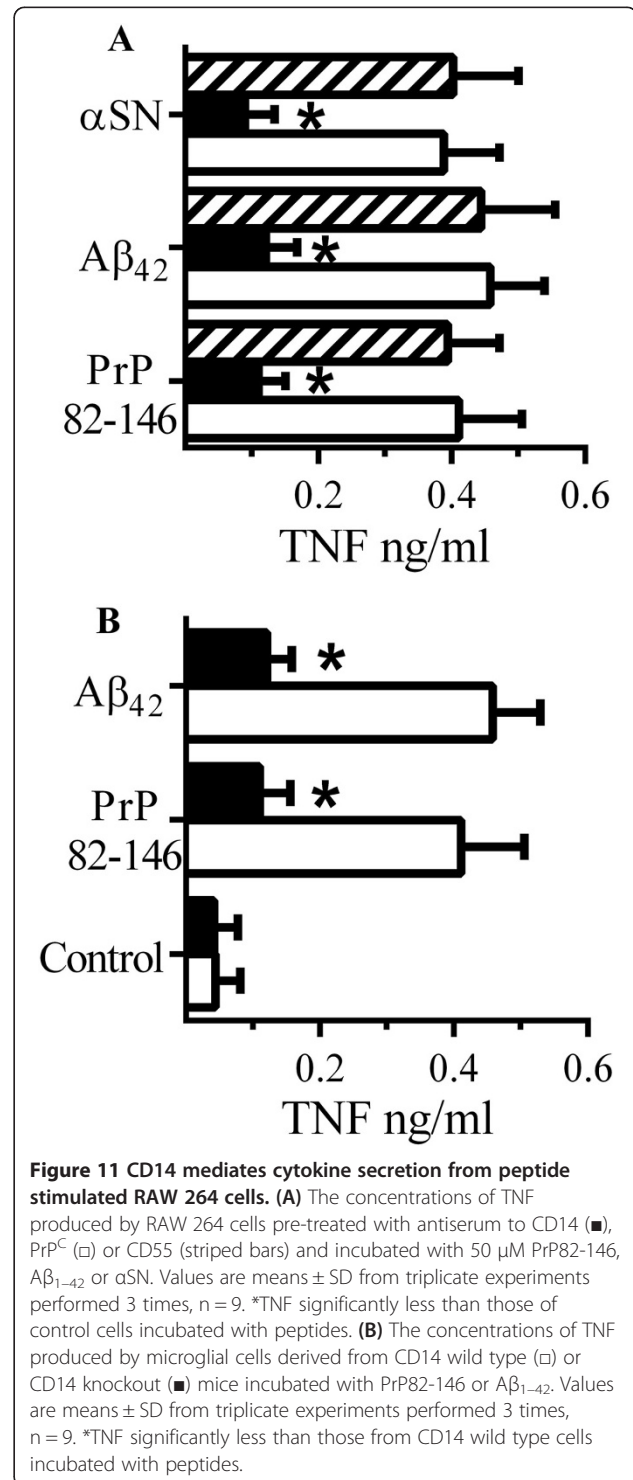 A
αSN
*
Aβ₄₂
*
PrP
82-146
*
0.2 0.4 0.6
TNF ng/ml
B
Aβ₄₂
*
PrP
82-146
*
Control
0.2 0.4 0.6
TNF ng/ml
Figure 11 CD14 mediates cytokine secretion from peptide
stimulated RAW 264 cells. (A) The concentrations of TNF
produced by RAW 264 cells pre-treated with antiserum to CD14 (■),
PrPᶜ (□) or CD55 (striped bars) and incubated with 50 μM PrP82-146,
Aβ₁₋₄₂ or αSN. Values are means ± SD from triplicate experiments
performed 3 times, n = 9. *TNF significantly less than those of
control cells incubated with peptides. (B) The concentrations of TNF
produced by microglial cells derived from CD14 wild type (□) or
CD14 knockout (■) mice incubated with PrP82-146 or Aβ₁₋₄₂. Values
are means ± SD from triplicate experiments performed 3 times,
n = 9. *TNF significantly less than those from CD14 wild type cells
incubated with peptides.